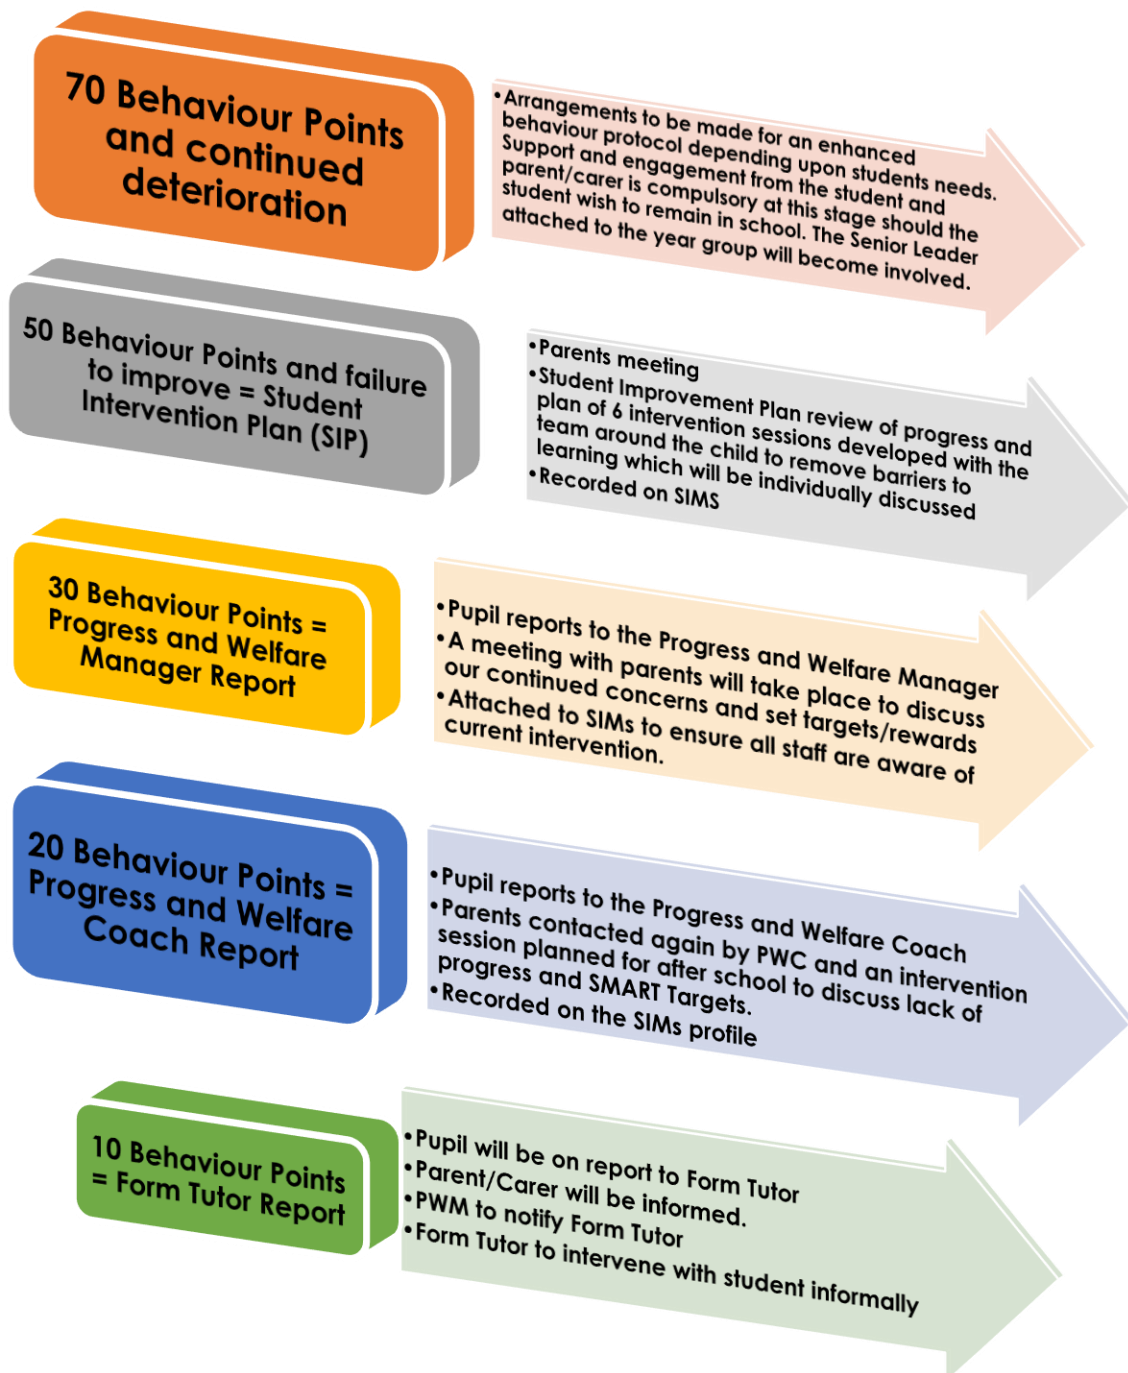 70 Behaviour Points
and continued
deterioration
•Arrangements to be made for an enhanced
behaviour protocol depending upon students needs.
Support and engagement from the student and
parent/carer is compulsory at this stage should the
student wish to remain in school. The Senior Leader
attached to the year group will become involved.
50 Behaviour Points and failure
to improve = Student
Intervention Plan (SIP)
•Parents meeting
•Student Improvement Plan review of progress and
plan of 6 intervention sessions developed with the
team around the child to remove barriers to
learning which will be individually discussed
•Recorded on SIMS
30 Behaviour Points =
Progress and Welfare
Manager Report
•Pupil reports to the Progress and Welfare Manager
•A meeting with parents will take place to discuss
our continued concerns and set targets/rewards
•Attached to SIMs to ensure all staff are aware of
current intervention.
20 Behaviour Points =
Progress and Welfare
Coach Report
•Pupil reports to the Progress and Welfare Coach
•Parents contacted again by PWC and an intervention
session planned for after school to discuss lack of
progress and SMART Targets.
•Recorded on the SIMs profile
10 Behaviour Points
= Form Tutor Report
•Pupil will be on report to Form Tutor
•Parent/Carer will be informed.
•PWM to notify Form Tutor
•Form Tutor to intervene with student informally